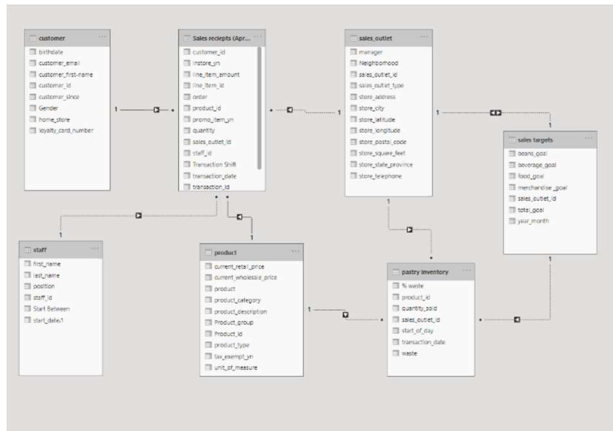 customer
birthdate
customer_email
customer_first-name
customer_id
customer_since
Gender
home_store
loyalty_card_number
Sales reciepts (Apr...
customer_id
instore_yn
line_item_amount
line_item_id
order
product_id
promo_item_yn
quantity
sales_outlet_id
staff_id
Transaction Shift
transaction_date
transaction_id
sales_outlet
manager
Neighborhood
sales_outlet_id
sales_outlet_type
store_address
store_city
store_latitude
store_longitude
store_postal_code
store_square_feet
store_state_province
store_telephone
sales targets
beans_goal
beverage_goal
food_goal
merchandise _goal
sales_outlet_id
total_goal
year_month
staff
first_name
last_name
position
staff_id
Start Between
start_date.1
product
current_retail_price
current_wholesale_price
product
product_category
product_description
Product_group
Product_id
product_type
tax_exempt_yn
unit_of_measure
pastry inventory
% waste
product_id
quantity_sold
sales_outlet_id
start_of_day
transaction_date
waste
1
*
*
1
1
1
1
*
*
1
1
*
1
*
1
*